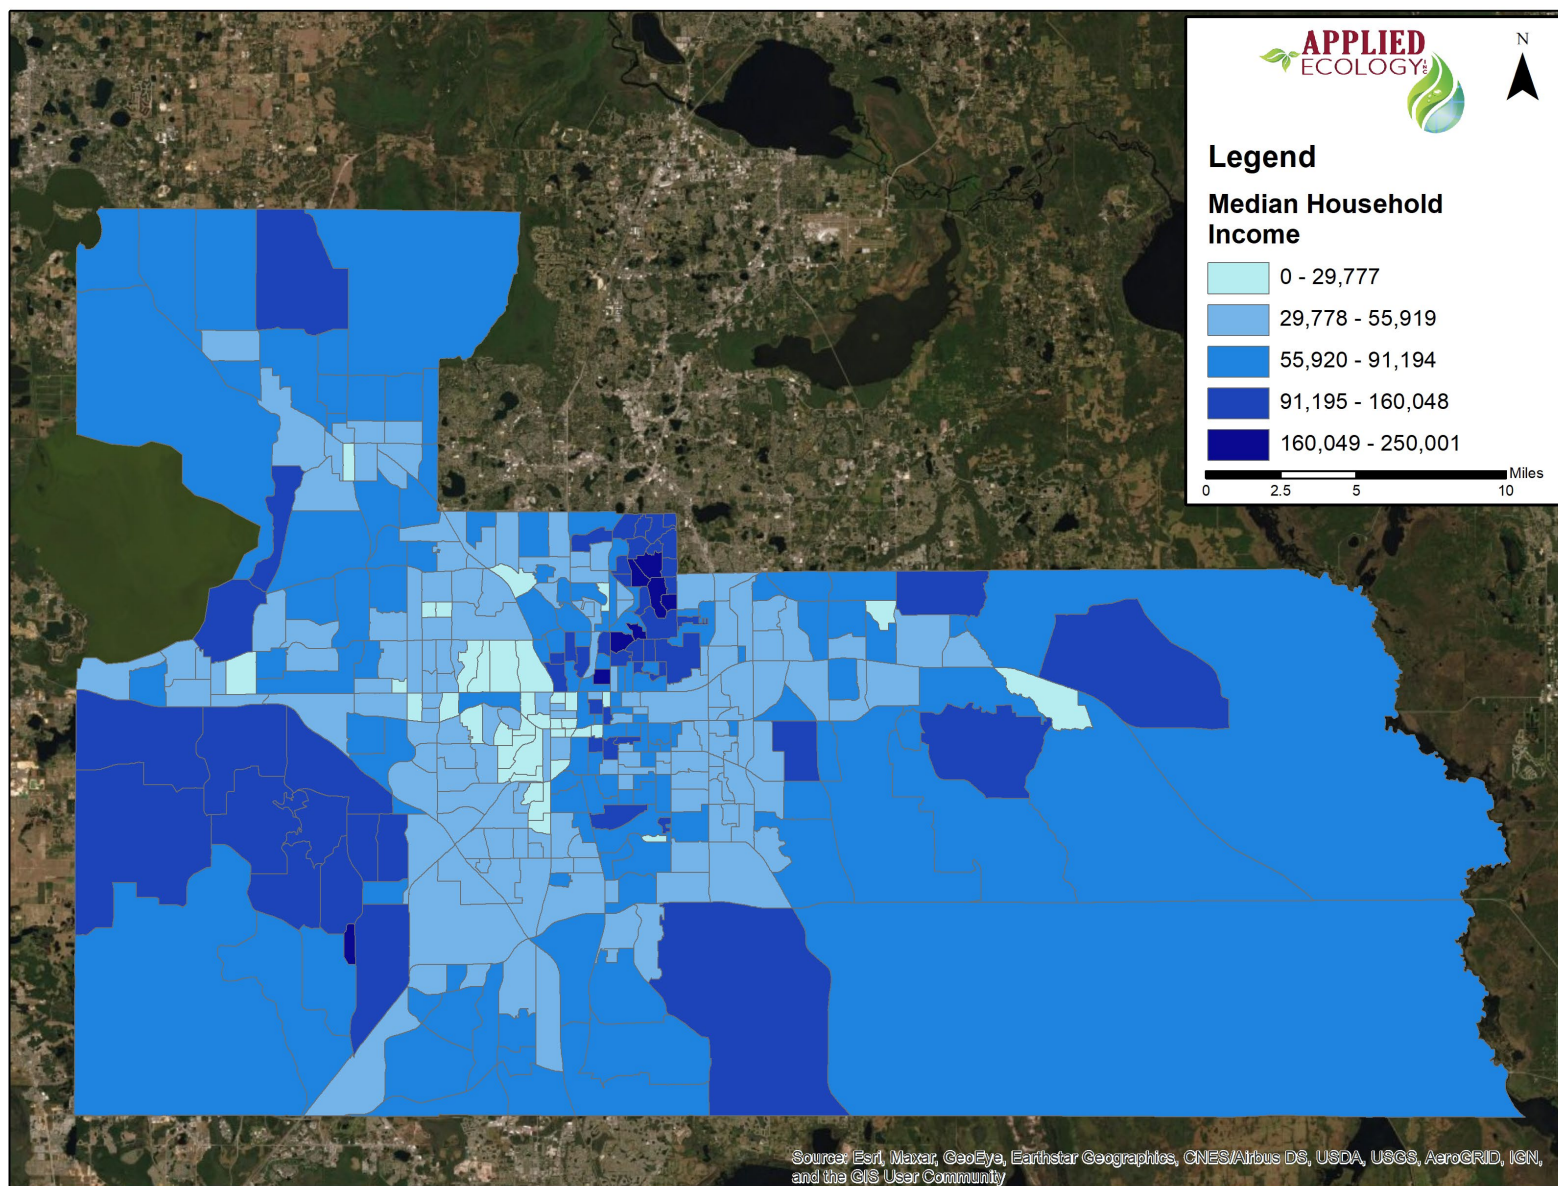 APPLIED
ECOLOGY INC
N
Legend
Median Household
Income
0 - 29,777
29,778 - 55,919
55,920 - 91,194
91,195 - 160,048
160,049 - 250,001
Miles
0 2.5 5 10
Source: Esri, Maxar, GeoEye, Earthstar Geographics, CNES/Airbus DS, USDA, USGS, AeroGRID, IGN,
and the GIS User Community